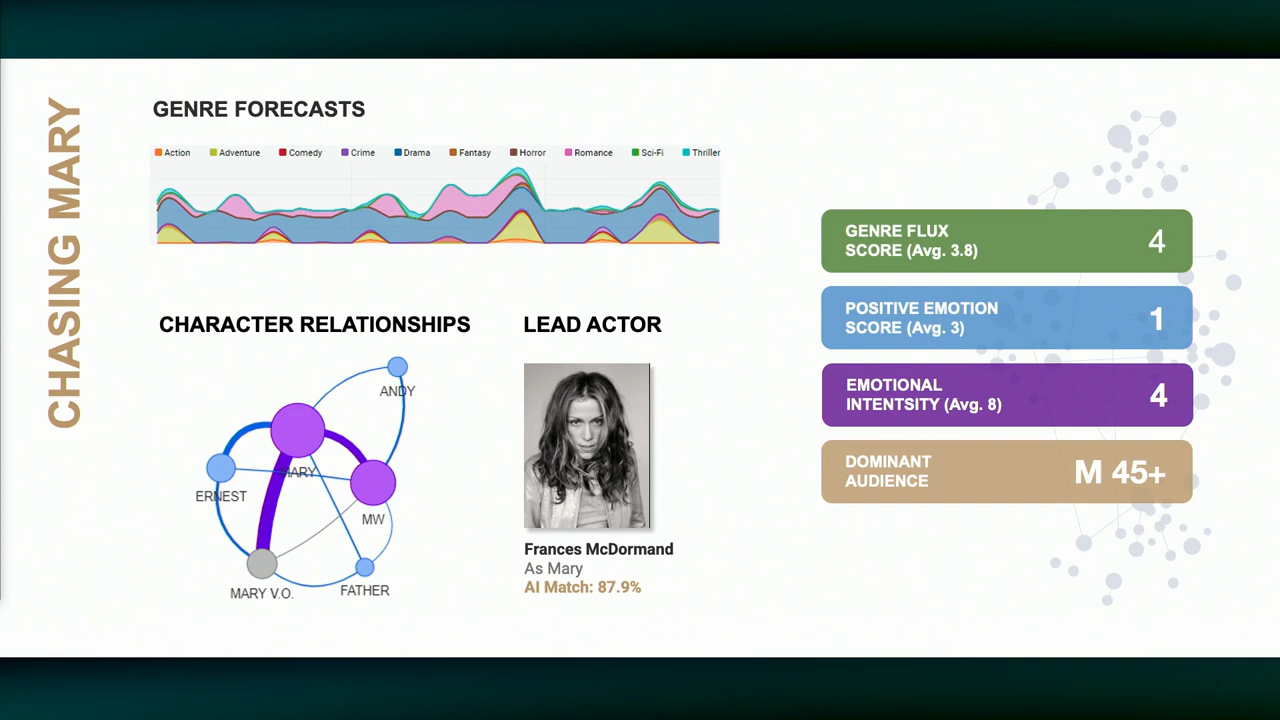 CHASING MARY
GENRE FORECASTS
Action Adventure Comedy Crime Drama Fantasy Horror Romance Sci-Fi Thriller
CHARACTER RELATIONSHIPS
ANDY
MARY
ERNEST
MW
MARY V.O.
FATHER
LEAD ACTOR
Frances McDormand
As Mary
AI Match: 87.9%
GENRE FLUX
SCORE (Avg. 3.8)
4
POSITIVE EMOTION
SCORE (Avg. 3)
1
EMOTIONAL
INTENTSITY (Avg. 8)
4
DOMINANT
AUDIENCE
M 45+